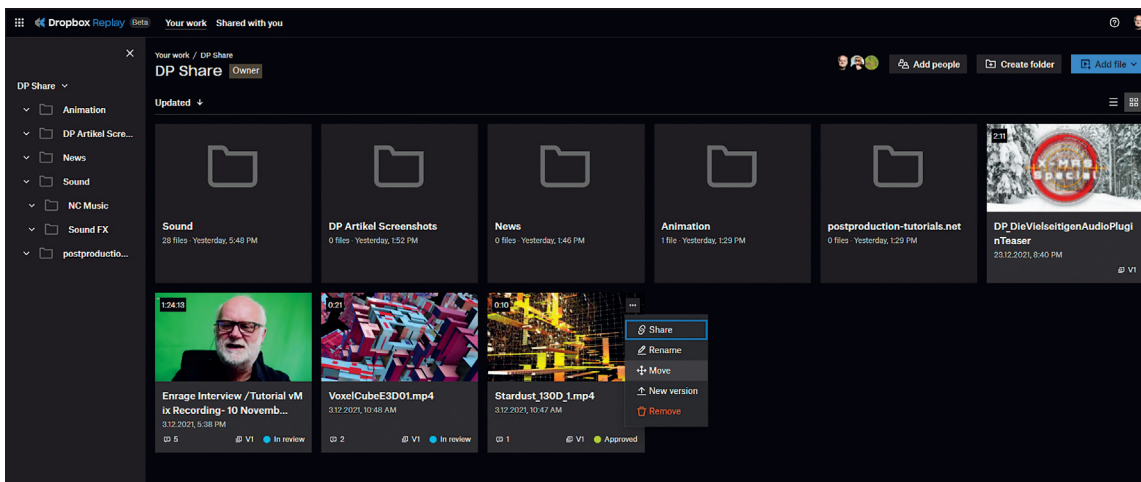 Dropbox Replay Beta Your work Shared with you
Your work / DP Share
DP Share Owner
Add people Create folder Add file
DP Share
Updated
Animation
DP Artikel Scre...
News
Sound
NC Music
Sound FX
postproductio...
Sound
28 files · Yesterday, 5:48 PM
DP Artikel Screenshots
0 files · Yesterday, 1:52 PM
News
0 files · Yesterday, 1:46 PM
Animation
1 file · Yesterday, 1:29 PM
postproduction-tutorials.net
0 files · Yesterday, 1:29 PM
2:11
X-MAS
Special
DP_DieVielseitigenAudioPlugi
nTeaser
23.12.2021, 8:40 PM
V1
1:24:13
Enrage Interview /Tutorial vM
ix Recording- 10 Novemb...
3.12.2021, 5:38 PM
5 V1 In review
0:21
VoxelCubeE3D01.mp4
3.12.2021, 10:48 AM
2 V1 In review
0:10
Stardust_130D_1.mp4
3.12.2021, 10:47 AM
1 V1 Approved
Share
Rename
Move
New version
Remove